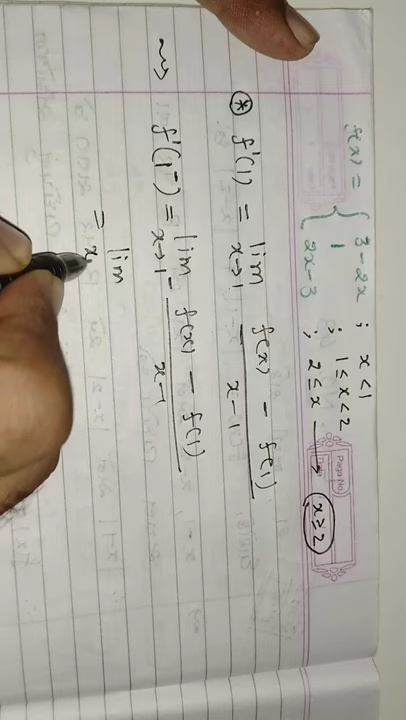 f(x) = { 3-2x ; x<1
1 ; 1≤x<2
2x-3 ; 2≤x → x≥2
Page No
* f'(1) = lim x→1 f(x) - f(1) / x-1
⇝ f'(1⁻) = lim x→1⁻ f(x) - f(1) / x-1
= lim x